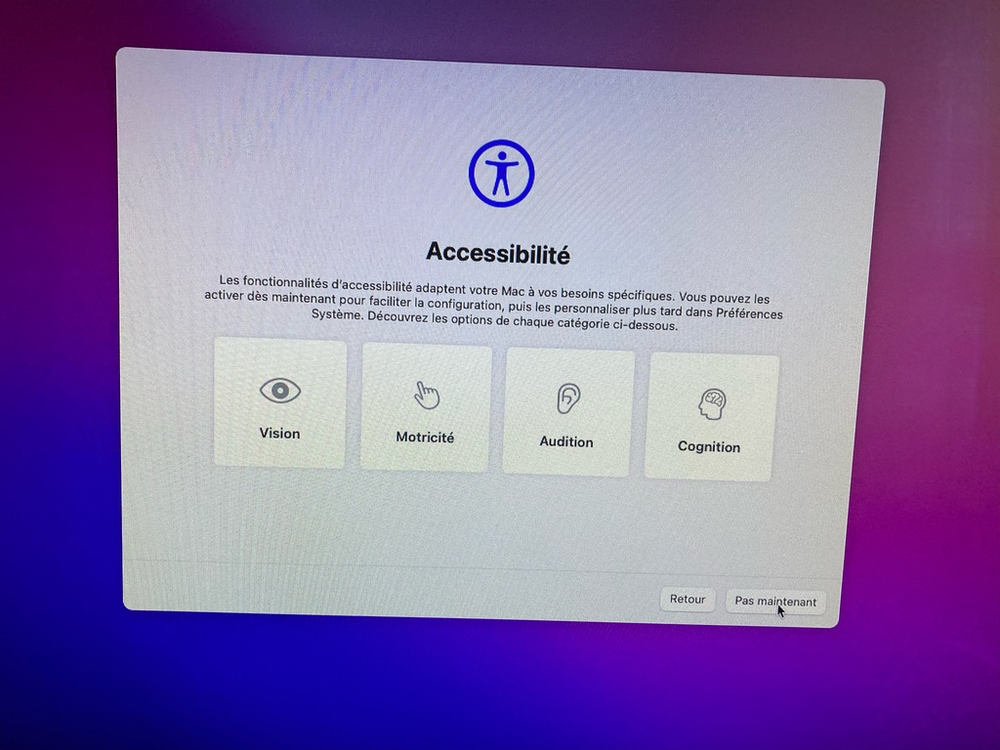 Accessibilité
Les fonctionnalités d'accessibilité adaptent votre Mac à vos besoins spécifiques. Vous pouvez les
activer dès maintenant pour faciliter la configuration, puis les personnaliser plus tard dans Préférences
Système. Découvrez les options de chaque catégorie ci-dessous.
Vision
Motricité
Audition
Cognition
Retour
Pas maintenant